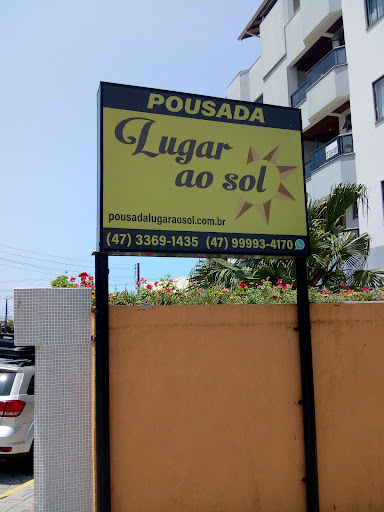 POUSADA
Lugar
ao sol
pousadalugaraosol.com.br
(47) 3369-1435 (47) 99993-4170